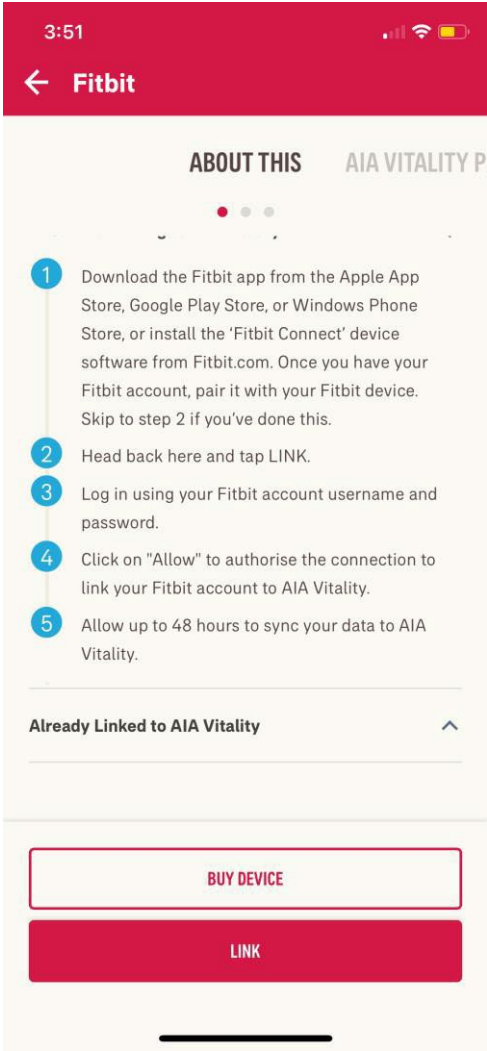 3:51
Fitbit
ABOUT THIS
AIA VITALITY P
1
Download the Fitbit app from the Apple App
Store, Google Play Store, or Windows Phone
Store, or install the ‘Fitbit Connect’ device
software from Fitbit.com. Once you have your
Fitbit account, pair it with your Fitbit device.
Skip to step 2 if you’ve done this.
2
Head back here and tap LINK.
3
Log in using your Fitbit account username and
password.
4
Click on "Allow" to authorise the connection to
link your Fitbit account to AIA Vitality.
5
Allow up to 48 hours to sync your data to AIA
Vitality.
Already Linked to AIA Vitality
BUY DEVICE
LINK